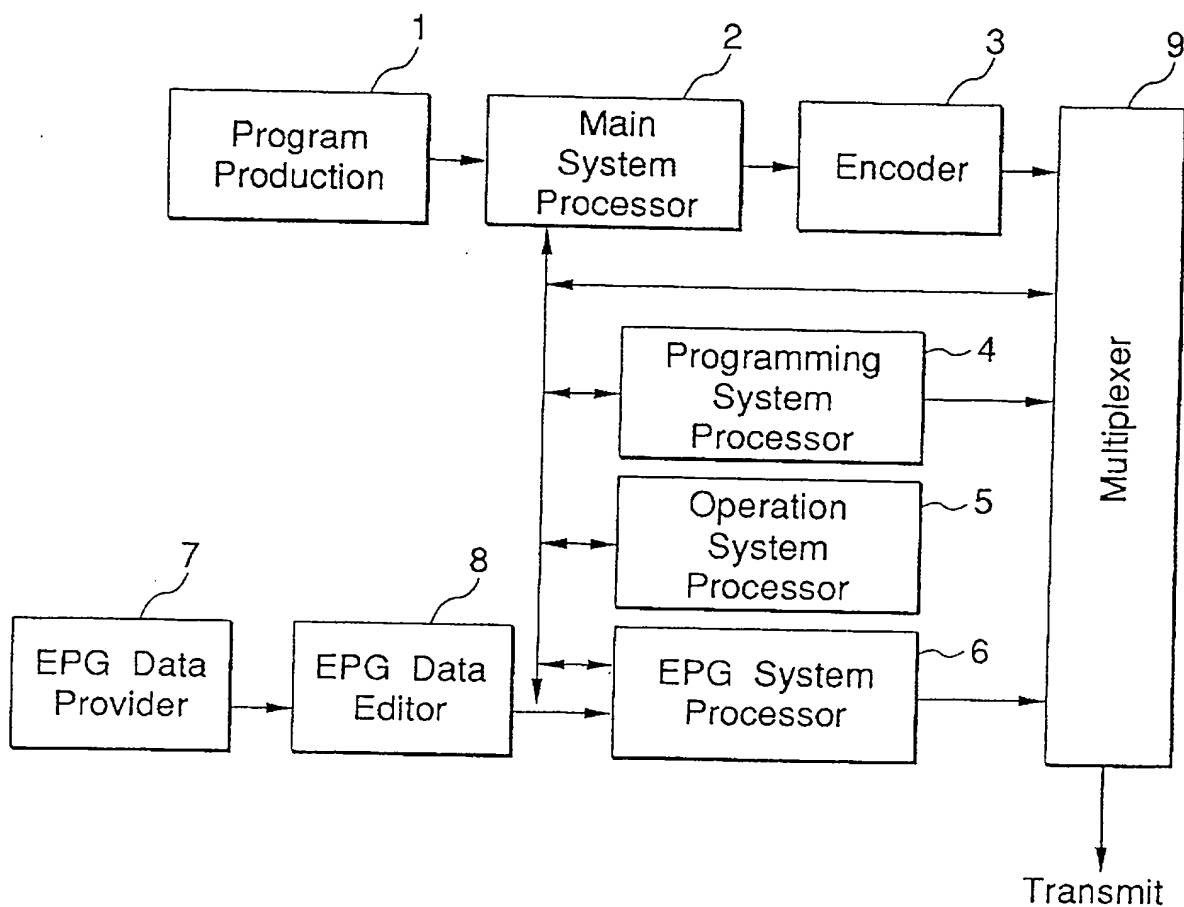 1
2
3
9
Program
Production
Main
System
Processor
Encoder
Multiplexer
4
Programming
System
Processor
5
Operation
System
Processor
7
8
6
EPG Data
Provider
EPG Data
Editor
EPG System
Processor
Transmit